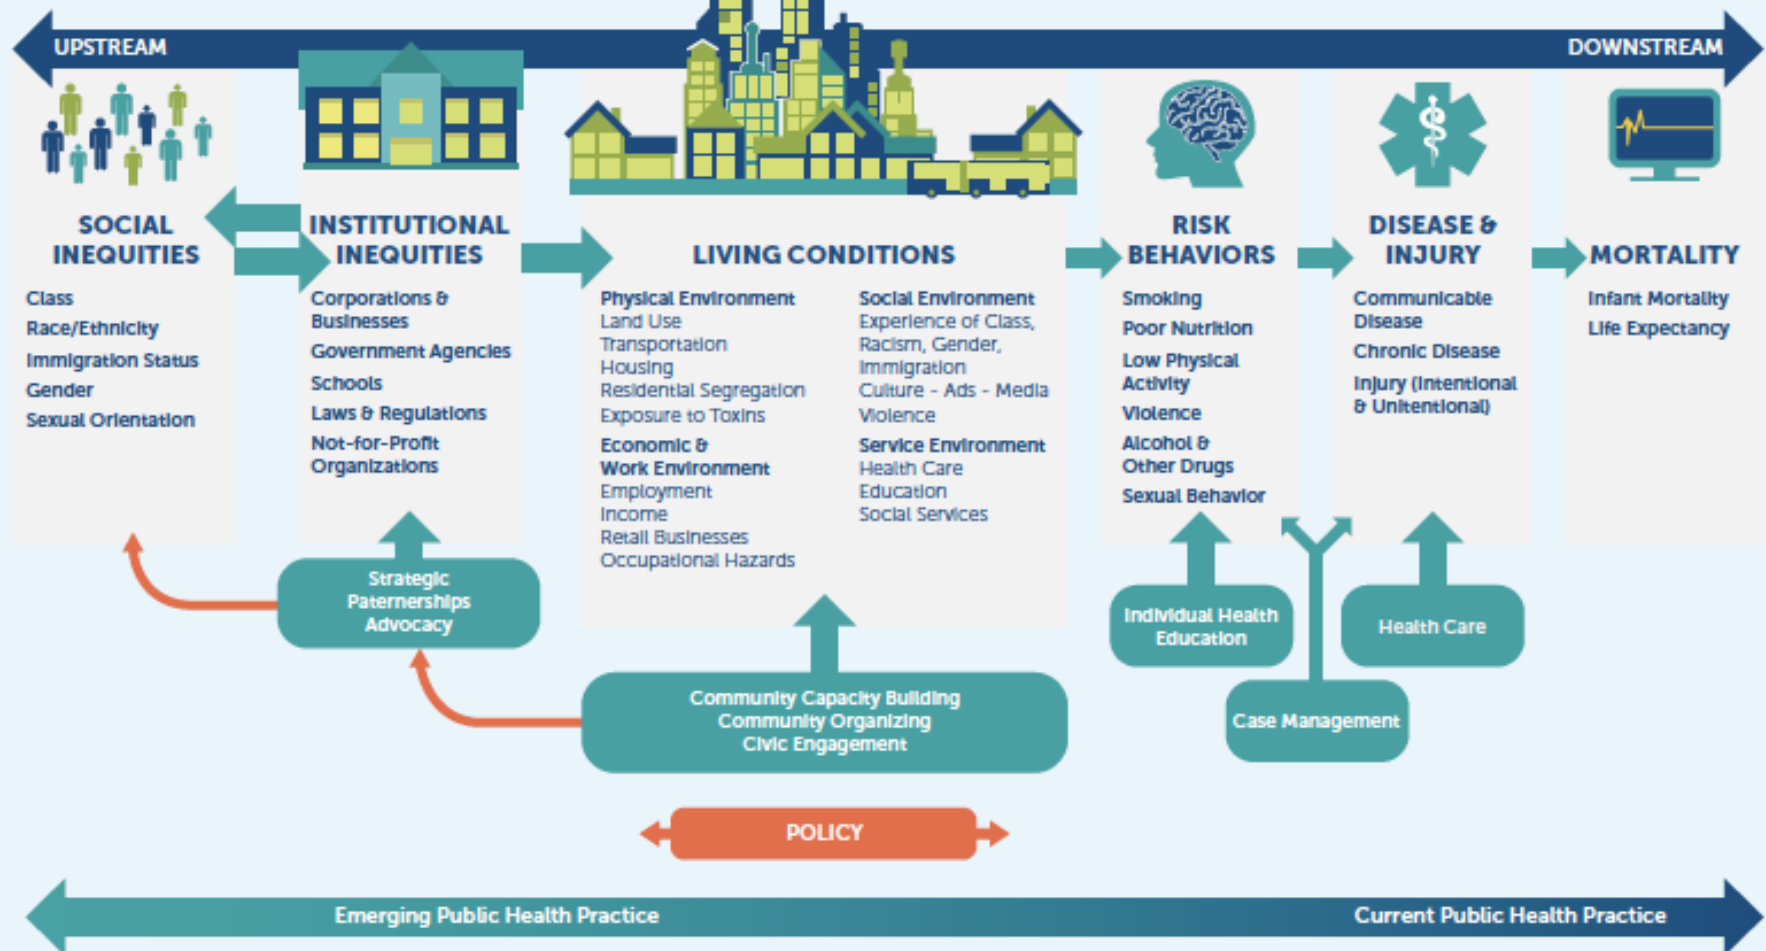 UPSTREAM
DOWNSTREAM
SOCIAL
INEQUITIES
Class
Race/Ethnicity
Immigration Status
Gender
Sexual Orientation
INSTITUTIONAL
INEQUITIES
Corporations &
Businesses
Government Agencies
Schools
Laws & Regulations
Not-for-Profit
Organizations
LIVING CONDITIONS
Physical Environment
Land Use
Transportation
Housing
Residential Segregation
Exposure to Toxins
Economic &
Work Environment
Employment
Income
Retail Businesses
Occupational Hazards
Social Environment
Experience of Class,
Racism, Gender,
Immigration
Culture - Ads - Media
Violence
Service Environment
Health Care
Education
Social Services
RISK
BEHAVIORS
Smoking
Poor Nutrition
Low Physical
Activity
Violence
Alcohol &
Other Drugs
Sexual Behavior
DISEASE &
INJURY
Communicable
Disease
Chronic Disease
Injury (Intentional
& Unitentional)
MORTALITY
Infant Mortality
Life Expectancy
Strategic
Paternerships
Advocacy
Community Capacity Building
Community Organizing
Civic Engagement
Individual Health
Education
Case Management
Health Care
POLICY
Emerging Public Health Practice
Current Public Health Practice